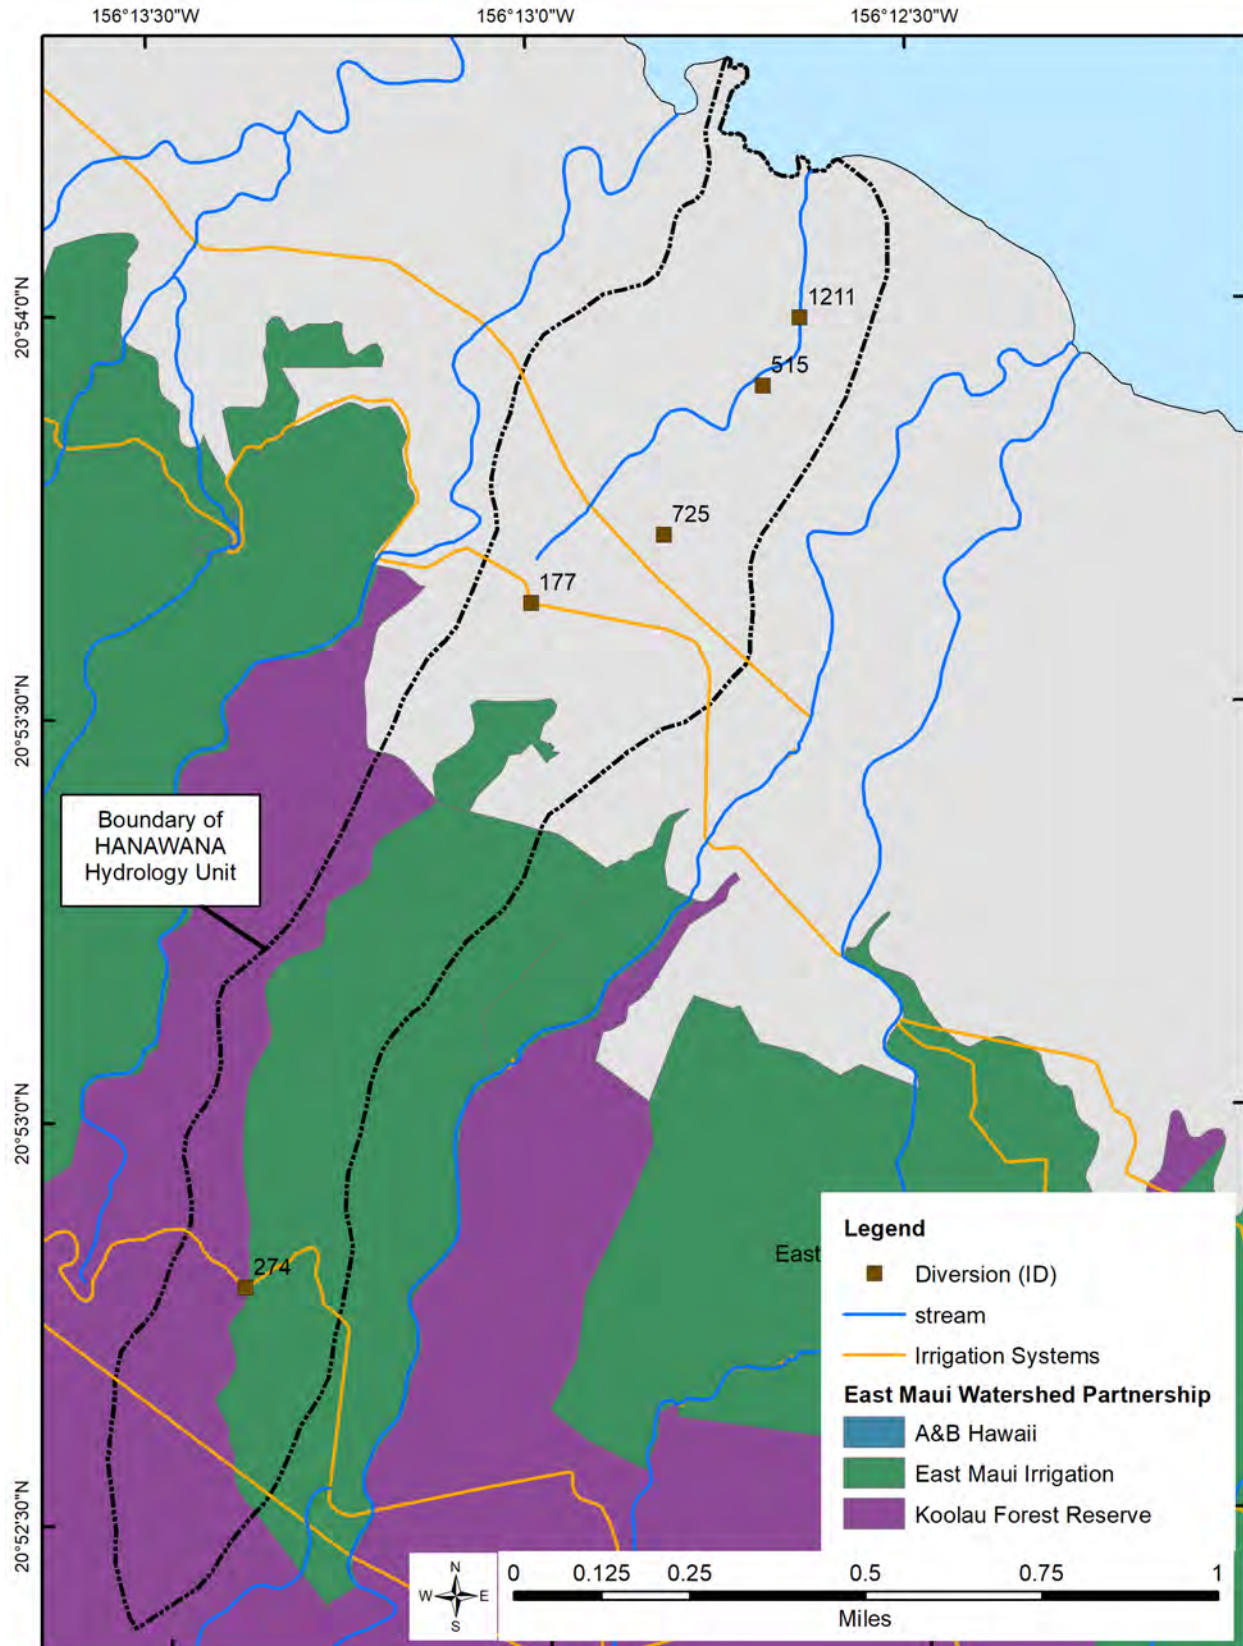 156°13'30"W
156°13'0"W
156°12'30"W
20°54'0"N
20°53'30"N
20°53'0"N
20°52'30"N
1211
515
725
177
Boundary of
HANAWANA
Hydrology Unit
274
East
Legend
Diversion (ID)
stream
Irrigation Systems
East Maui Watershed Partnership
A&B Hawaii
East Maui Irrigation
Koolau Forest Reserve
N
W E
S
0 0.125 0.25 0.5 0.75 1
Miles